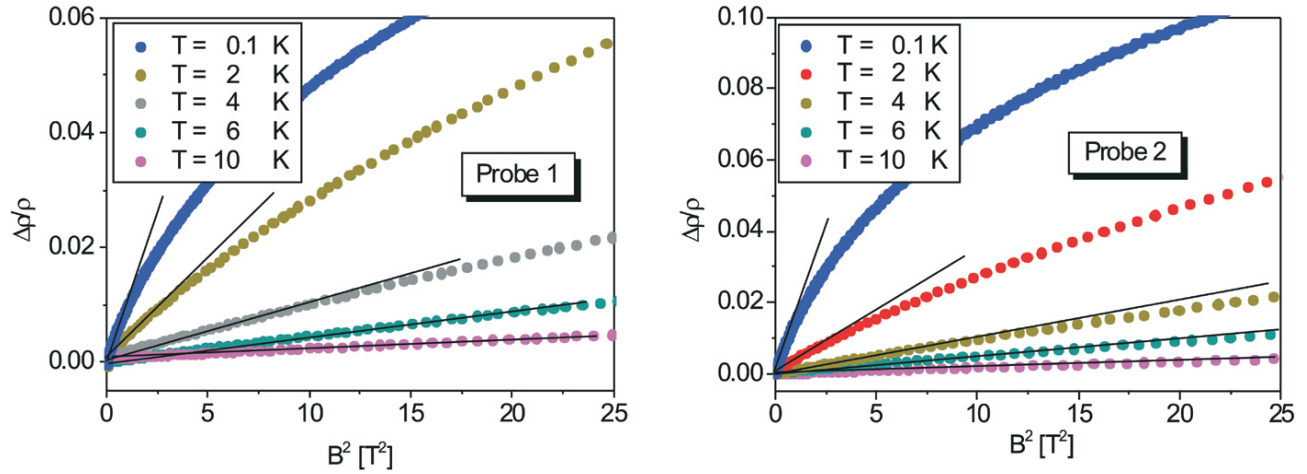 0.06
0.04
0.02
0.00
Δρ/ρ
T = 0.1 K
T = 2 K
T = 4 K
T = 6 K
T = 10 K
Probe 1
0 5 10 15 20 25
B² [T²]
0.10
0.08
0.06
0.04
0.02
0.00
Δρ/ρ
T = 0.1 K
T = 2 K
T = 4 K
T = 6 K
T = 10 K
Probe 2
0 5 10 15 20 25
B² [T²]